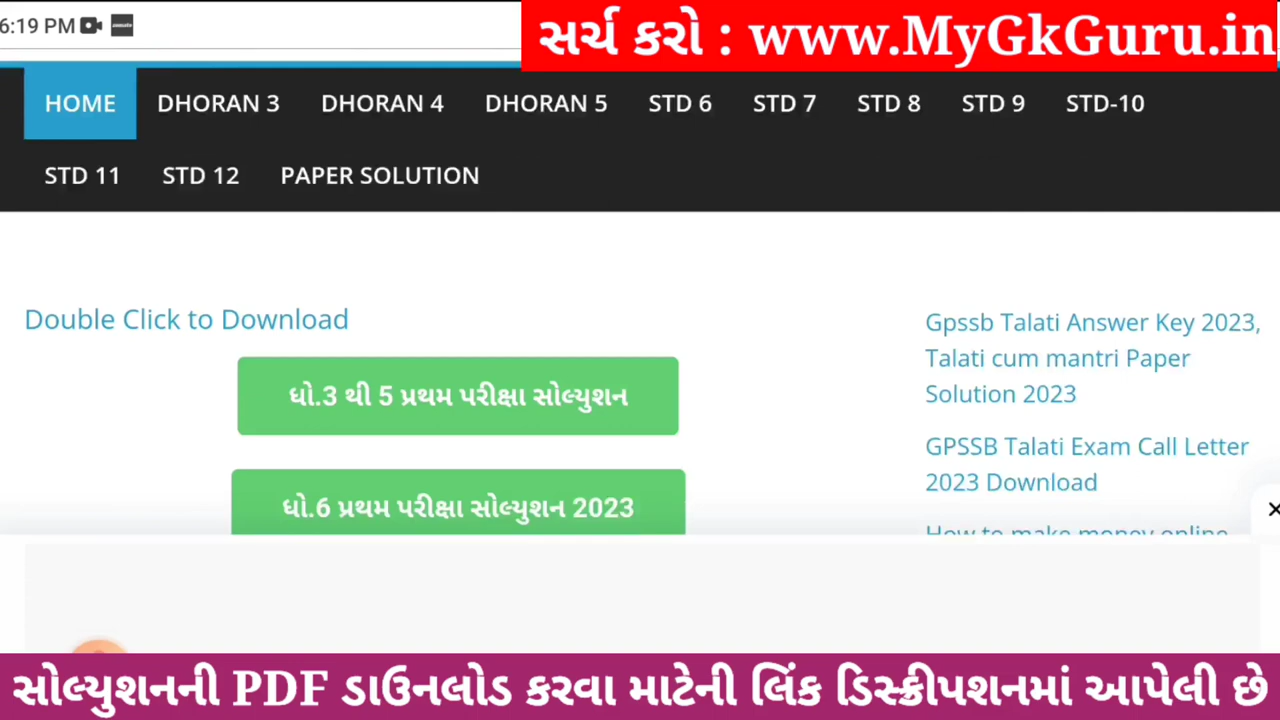 6:19 PM
સર્ચ કરો : www.MyGkGuru.in
HOME DHORAN 3 DHORAN 4 DHORAN 5 STD 6 STD 7 STD 8 STD 9 STD-10
STD 11 STD 12 PAPER SOLUTION
Double Click to Download
ધો.3 થી 5 પ્રથમ પરીક્ષા સોલ્યુશન
ધો.6 પ્રથમ પરીક્ષા સોલ્યુશન 2023
Gpssb Talati Answer Key 2023,
Talati cum mantri Paper
Solution 2023
GPSSB Talati Exam Call Letter
2023 Download
How to make money online
સોલ્યુશનની PDF ડાઉનલોડ કરવા માટેની લિંક ડિસ્ક્રીપશનમાં આપેલી છે